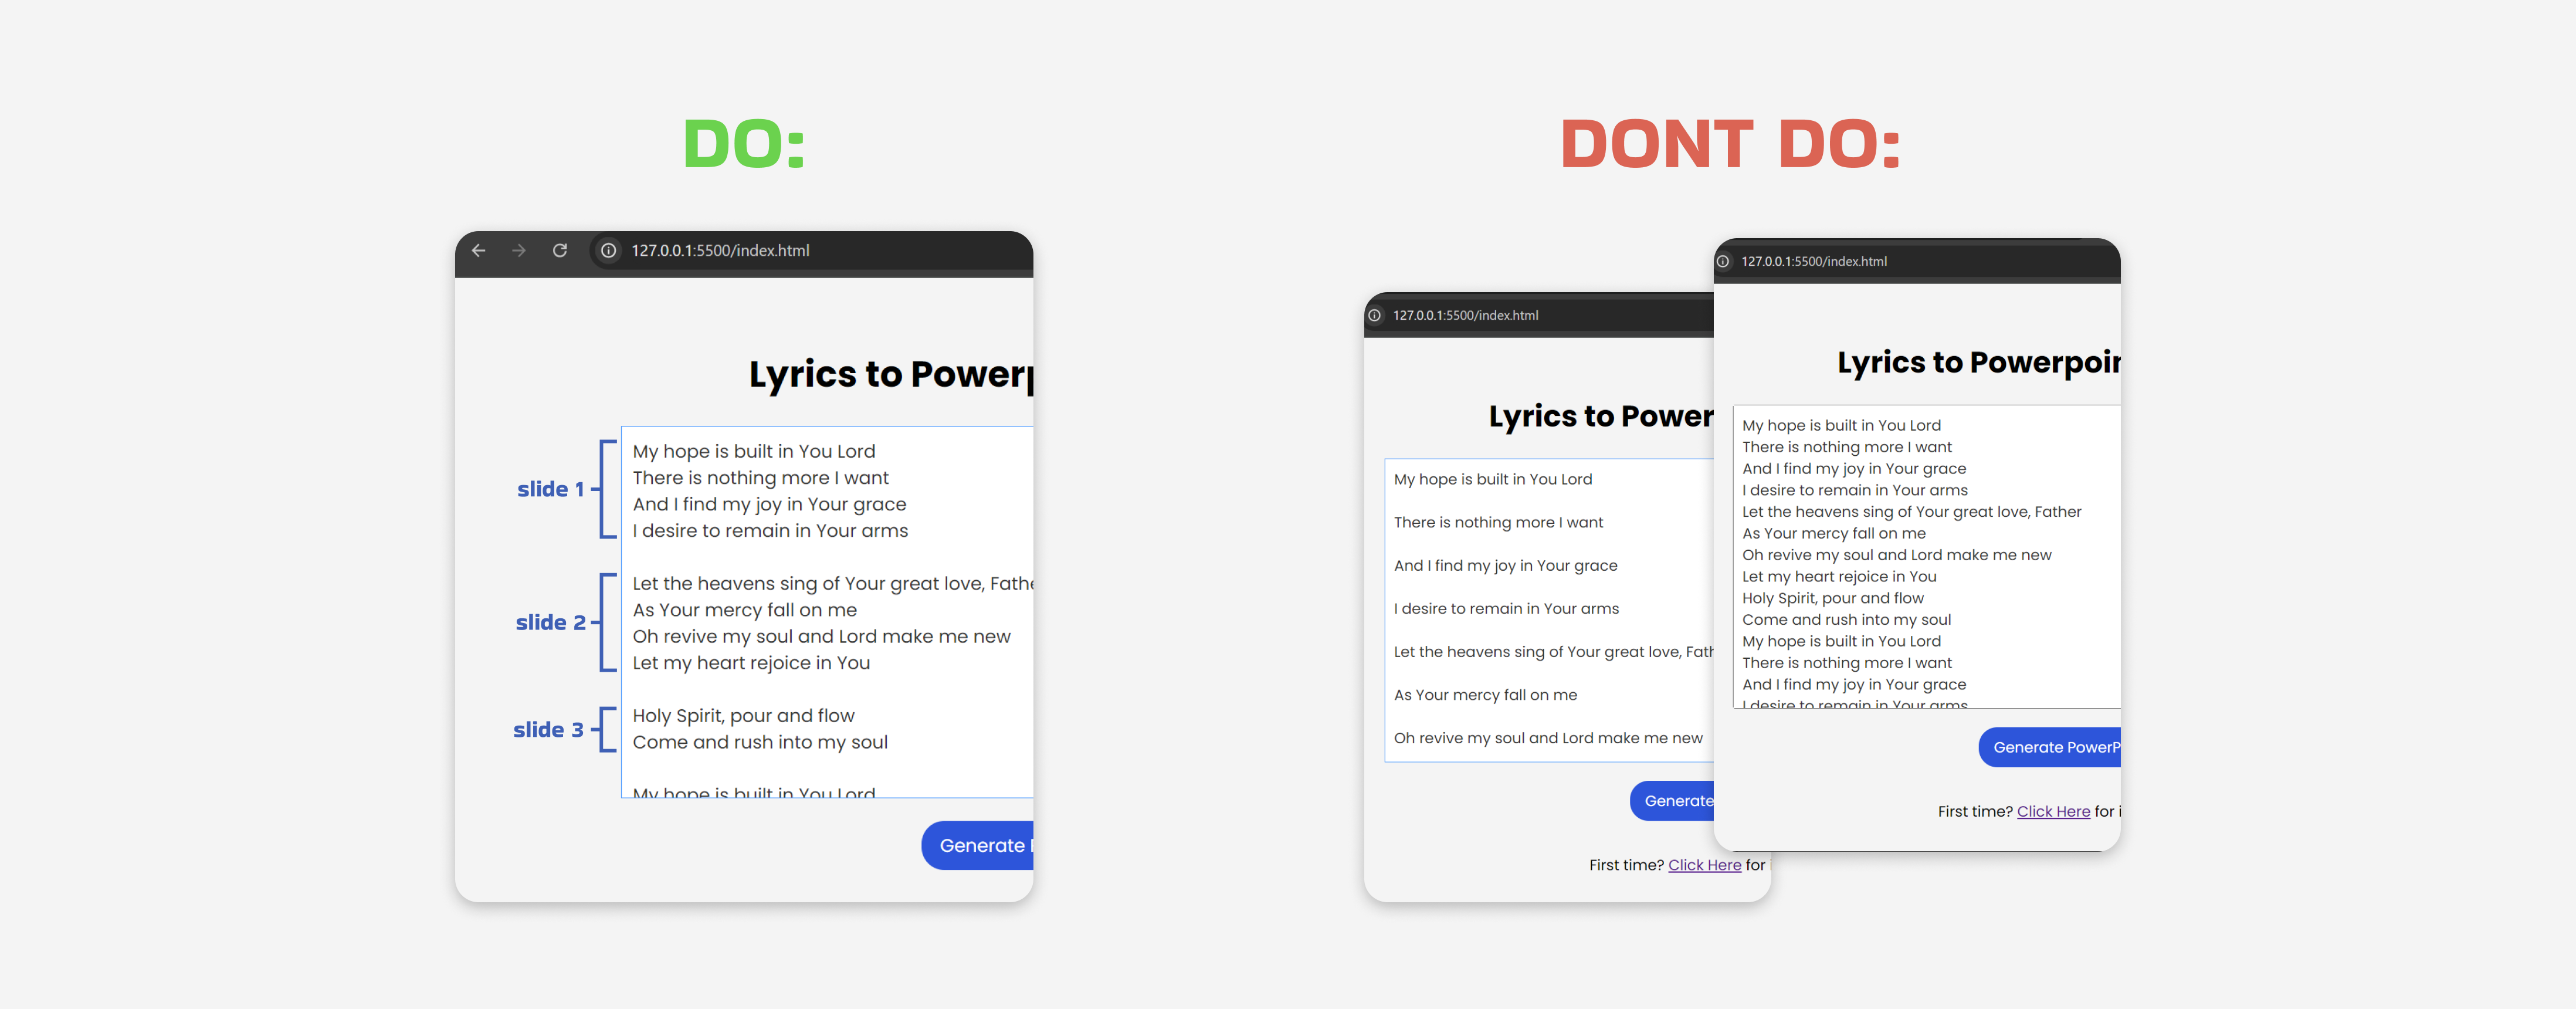 DO:
127.0.0.1:5500/index.html
Lyrics to Powerp
slide 1
My hope is built in You Lord
There is nothing more I want
And I find my joy in Your grace
I desire to remain in Your arms
slide 2
Let the heavens sing of Your great love, Fathe
As Your mercy fall on me
Oh revive my soul and Lord make me new
Let my heart rejoice in You
slide 3
Holy Spirit, pour and flow
Come and rush into my soul
My hope is built in You Lord
Generate
DONT DO:
127.0.0.1:5500/index.html
Lyrics to Power
My hope is built in You Lord
There is nothing more I want
And I find my joy in Your grace
I desire to remain in Your arms
Let the heavens sing of Your great love, Fath
As Your mercy fall on me
Oh revive my soul and Lord make me new
Generate
First time? Click Here for i
127.0.0.1:5500/index.html
Lyrics to Powerpoin
My hope is built in You Lord
There is nothing more I want
And I find my joy in Your grace
I desire to remain in Your arms
Let the heavens sing of Your great love, Father
As Your mercy fall on me
Oh revive my soul and Lord make me new
Let my heart rejoice in You
Holy Spirit, pour and flow
Come and rush into my soul
My hope is built in You Lord
There is nothing more I want
And I find my joy in Your grace
I desire to remain in Your arms
Generate PowerP
First time? Click Here for i